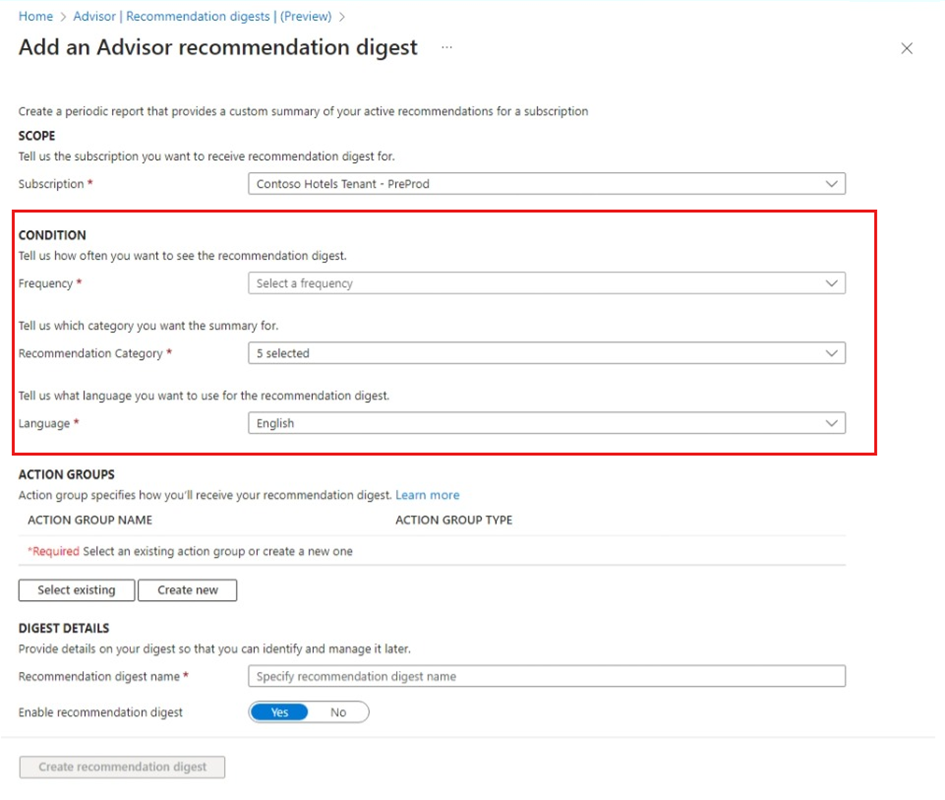 Home > Advisor | Recommendation digests | (Preview) >
Add an Advisor recommendation digest ...
Create a periodic report that provides a custom summary of your active recommendations for a subscription
SCOPE
Tell us the subscription you want to receive recommendation digest for.
Subscription * Contoso Hotels Tenant - PreProd
CONDITION
Tell us how often you want to see the recommendation digest.
Frequency * Select a frequency
Tell us which category you want the summary for.
Recommendation Category * 5 selected
Tell us what language you want to use for the recommendation digest.
Language * English
ACTION GROUPS
Action group specifies how you'll receive your recommendation digest. Learn more
ACTION GROUP NAME ACTION GROUP TYPE
*Required Select an existing action group or create a new one
Select existing Create new
DIGEST DETAILS
Provide details on your digest so that you can identify and manage it later.
Recommendation digest name * Specify recommendation digest name
Enable recommendation digest Yes No
Create recommendation digest